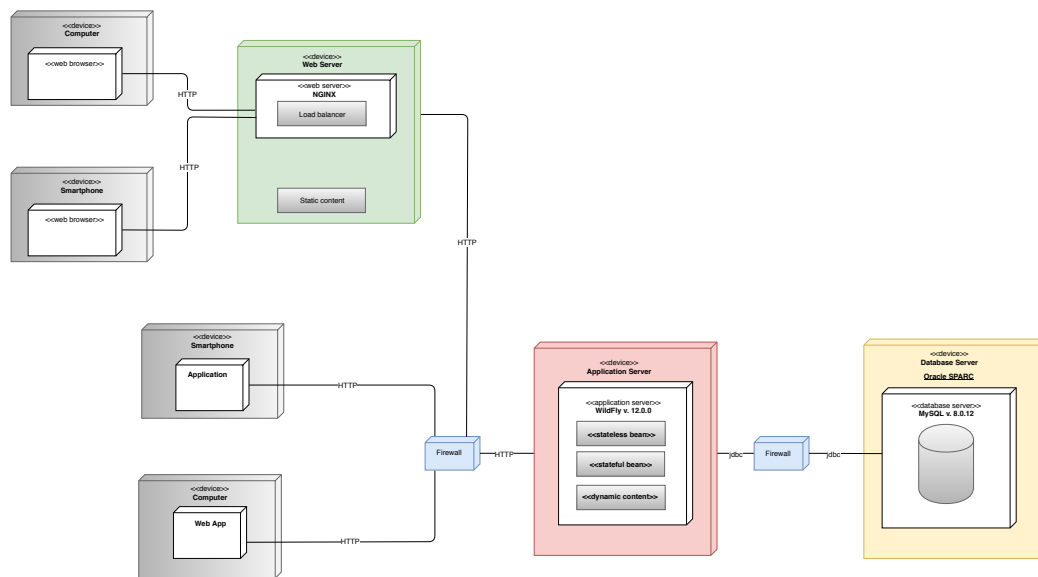 <<device>>
Computer
<<web browser>>
HTTP
<<device>>
Smartphone
<<web browser>>
HTTP
<<device>>
Web Server
<<web server>>
NGINX
Load balancer
Static content
HTTP
<<device>>
Smartphone
Application
HTTP
<<device>>
Computer
Web App
HTTP
Firewall
HTTP
<<device>>
Application Server
<<application server>>
WildFly v. 12.0.0
<<stateless bean>>
<<stateful bean>>
<<dynamic content>>
jdbc
Firewall
jdbc
<<device>>
Database Server
Oracle SPARC
<<database server>>
MySQL v. 8.0.12